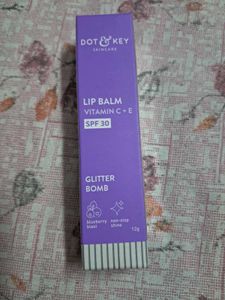 DOT & KEY
SKINCARE
LIP BALM
VITAMIN C + E
SPF 30
GLITTER
BOMB
blueberry
blast
non-stop
shine
12g